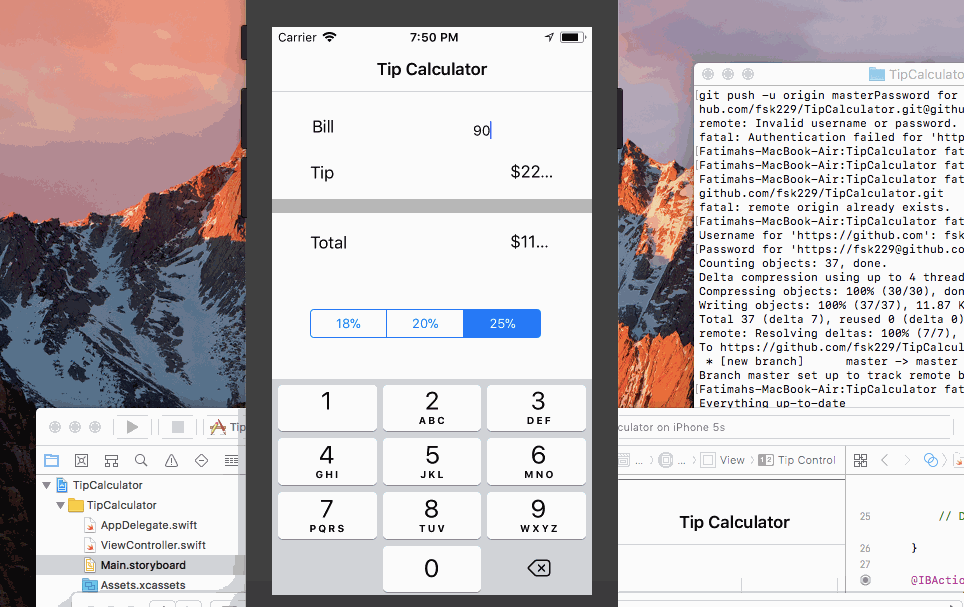 Carrier 7:50 PM
Tip Calculator
Bill 90
Tip $22...
Total $11...
18% 20% 25%
1 2 3
ABC DEF
4 5 6
GHI JKL MNO
7 8 9
PQRS TUV WXYZ
0
TipCalculato
git push -u origin masterPassword for
hub.com/fsk229/TipCalculator.git@githu
remote: Invalid username or password.
fatal: Authentication failed for 'http
[Fatimahs-MacBook-Air:TipCalculator fat
[Fatimahs-MacBook-Air:TipCalculator fat
Fatimahs-MacBook-Air:TipCalculator fat
github.com/fsk229/TipCalculator.git
fatal: remote origin already exists.
[Fatimahs-MacBook-Air:TipCalculator fat
Username for 'https://github.com': fsk
[Password for 'https://fsk229@github.co
Counting objects: 37, done.
Delta compression using up to 4 thread
Compressing objects: 100% (30/30), don
Writing objects: 100% (37/37), 11.87 K
Total 37 (delta 7), reused 0 (delta 0)
remote: Resolving deltas: 100% (7/7),
To https://github.com/fsk229/TipCalcul
* [new branch] master -> master
Branch master set up to track remote b
[Fatimahs-MacBook-Air:TipCalculator fat
Everything up-to-date
Tip
culator on iPhone 5s
... ... View 12 Tip Control
TipCalculator
TipCalculator
AppDelegate.swift
ViewController.swift
Main.storyboard
Assets.xcassets
Tip Calculator
25 // D
26 }
27
@IBActio